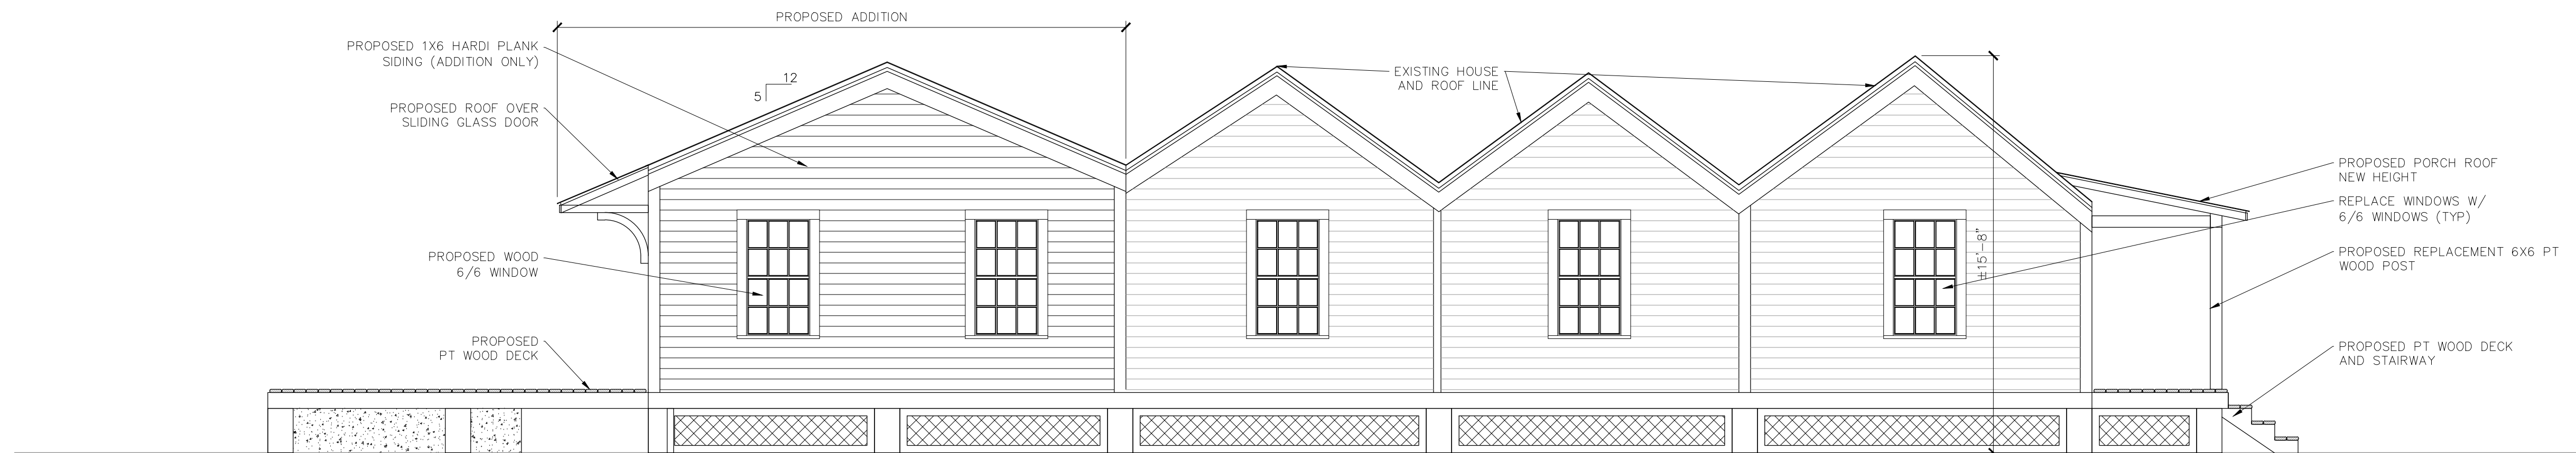 PROPOSED ADDITION
PROPOSED 1X6 HARDI PLANK
SIDING (ADDITION ONLY)
12
5
EXISTING HOUSE
AND ROOF LINE
PROPOSED ROOF OVER
SLIDING GLASS DOOR
PROPOSED PORCH ROOF
NEW HEIGHT
REPLACE WINDOWS W/
6/6 WINDOWS (TYP)
±15'-8"
PROPOSED WOOD
6/6 WINDOW
PROPOSED REPLACEMENT 6X6 PT
WOOD POST
PROPOSED
PT WOOD DECK
PROPOSED PT WOOD DECK
AND STAIRWAY